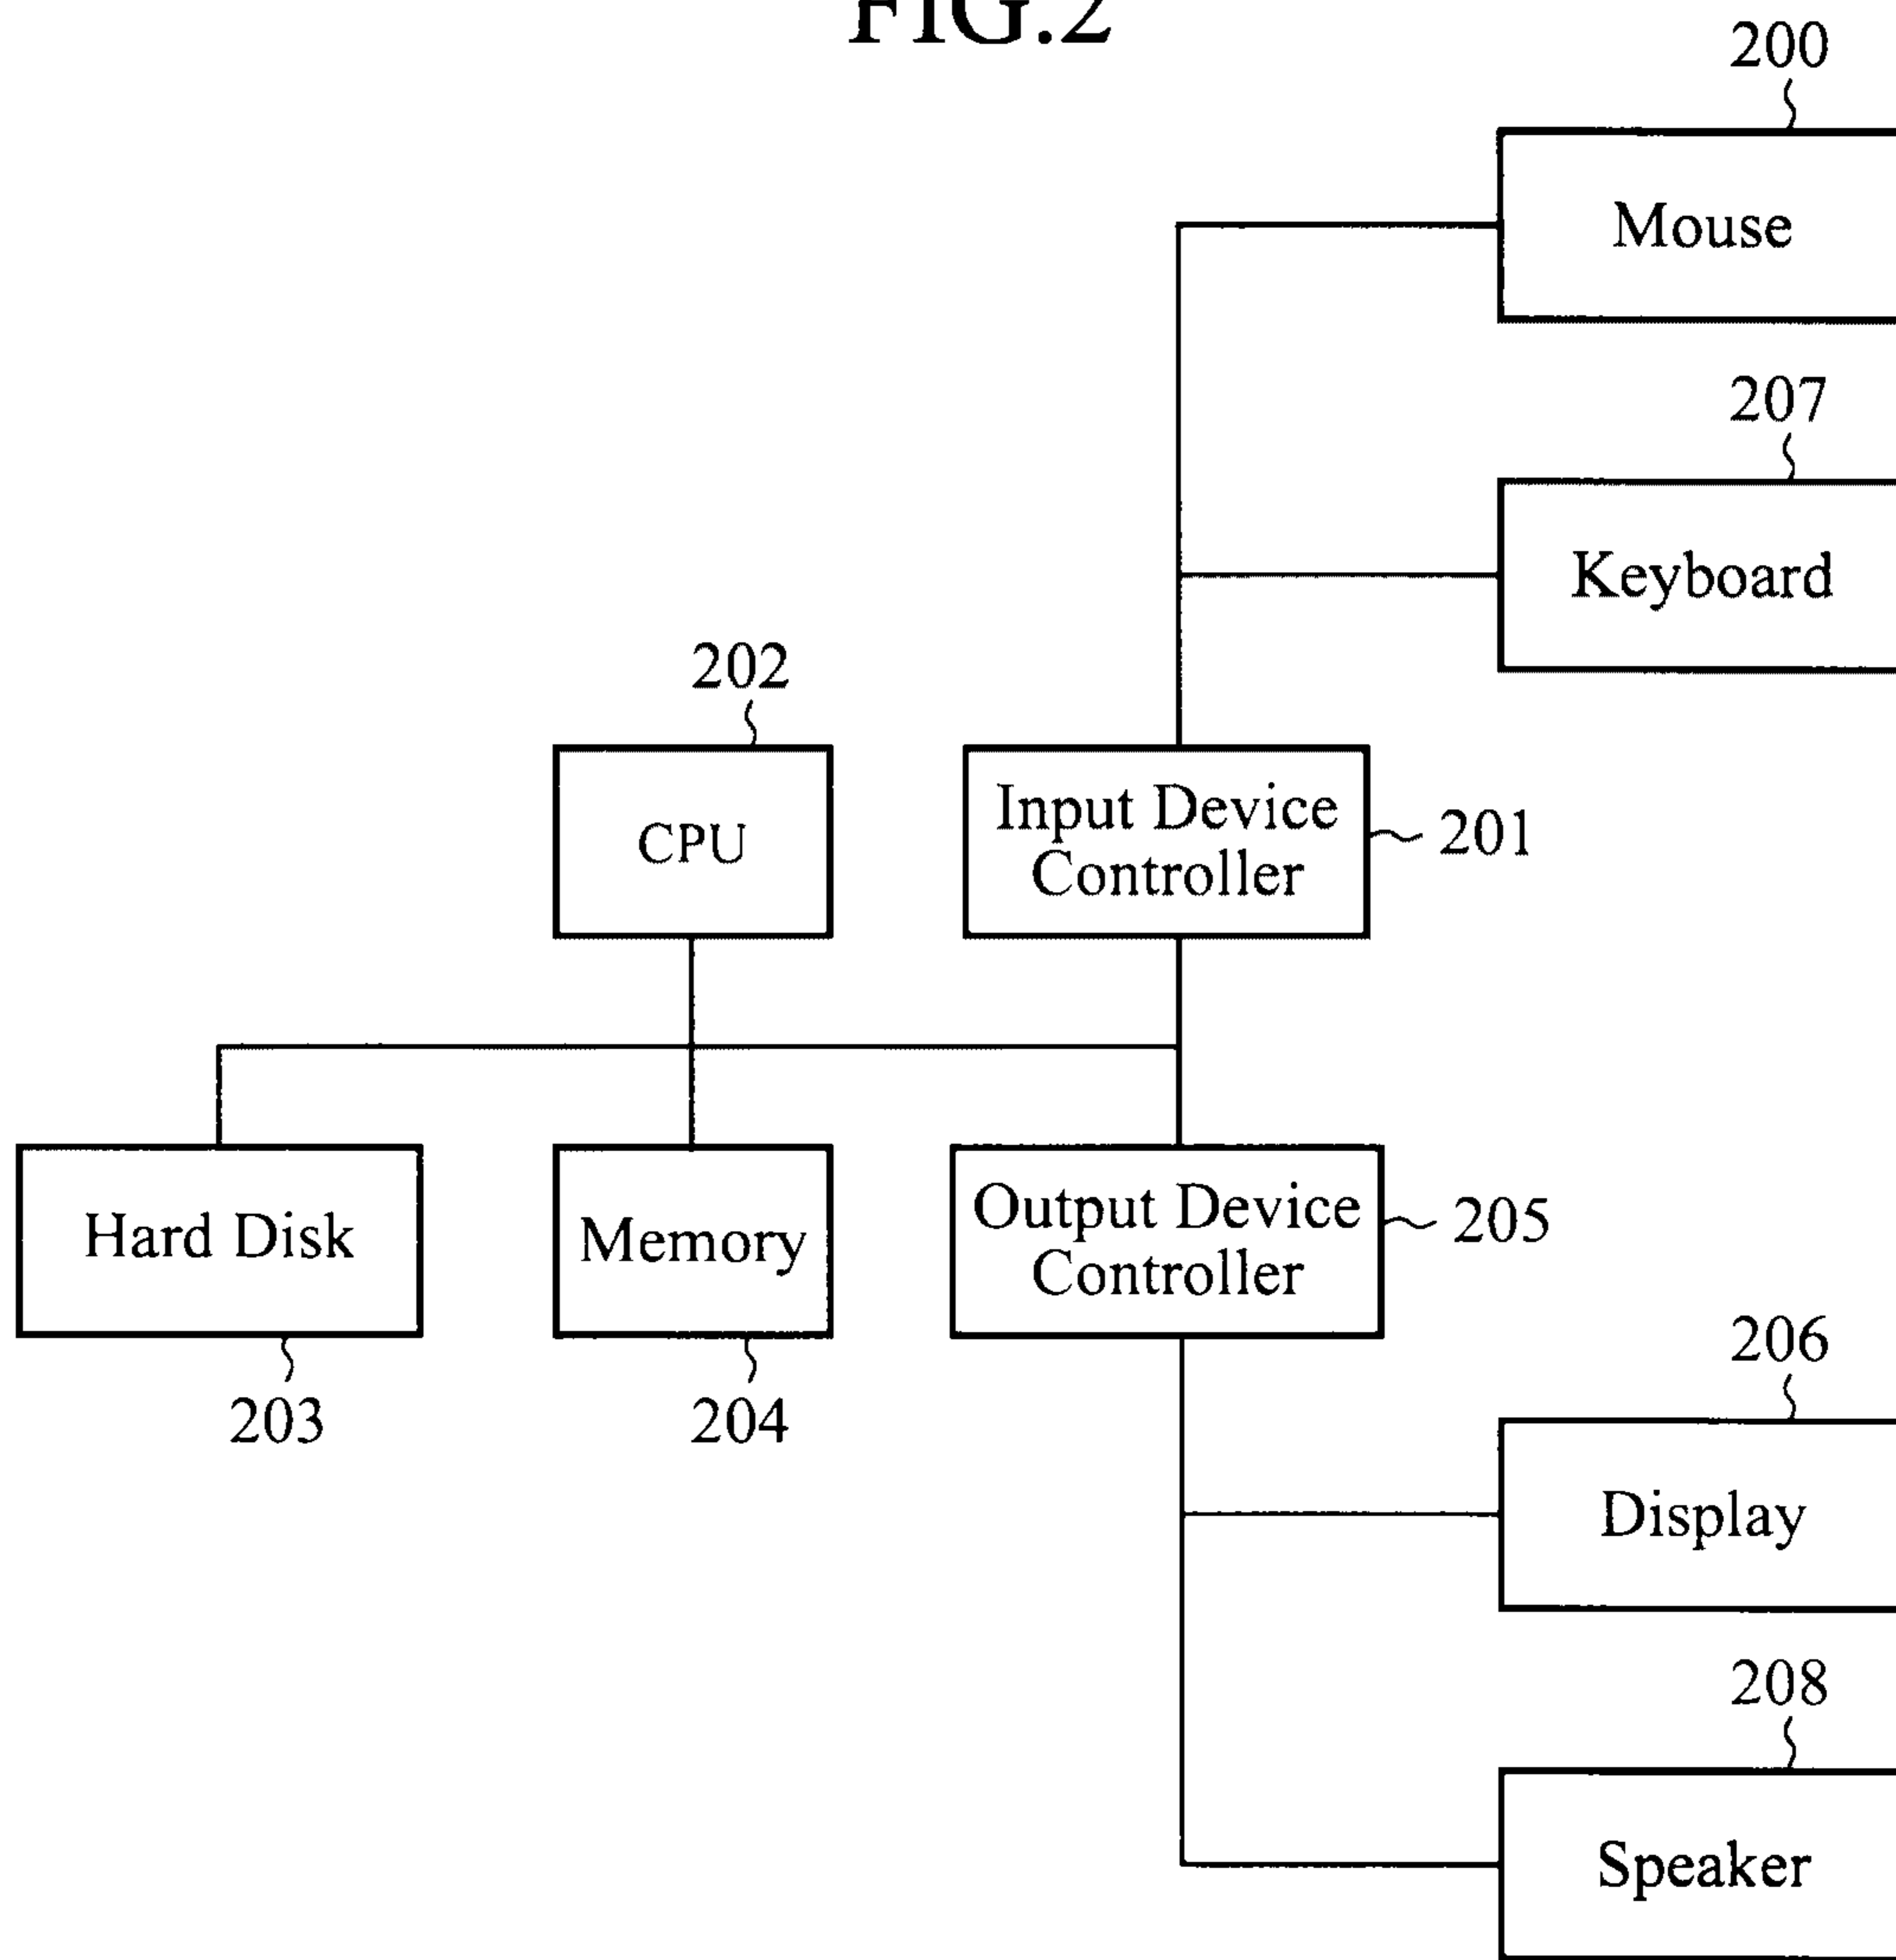 FIG.2
200
Mouse
207
Keyboard
202
CPU
Input Device
Controller
201
Hard Disk
Memory
Output Device
Controller
205
203
204
206
Display
208
Speaker